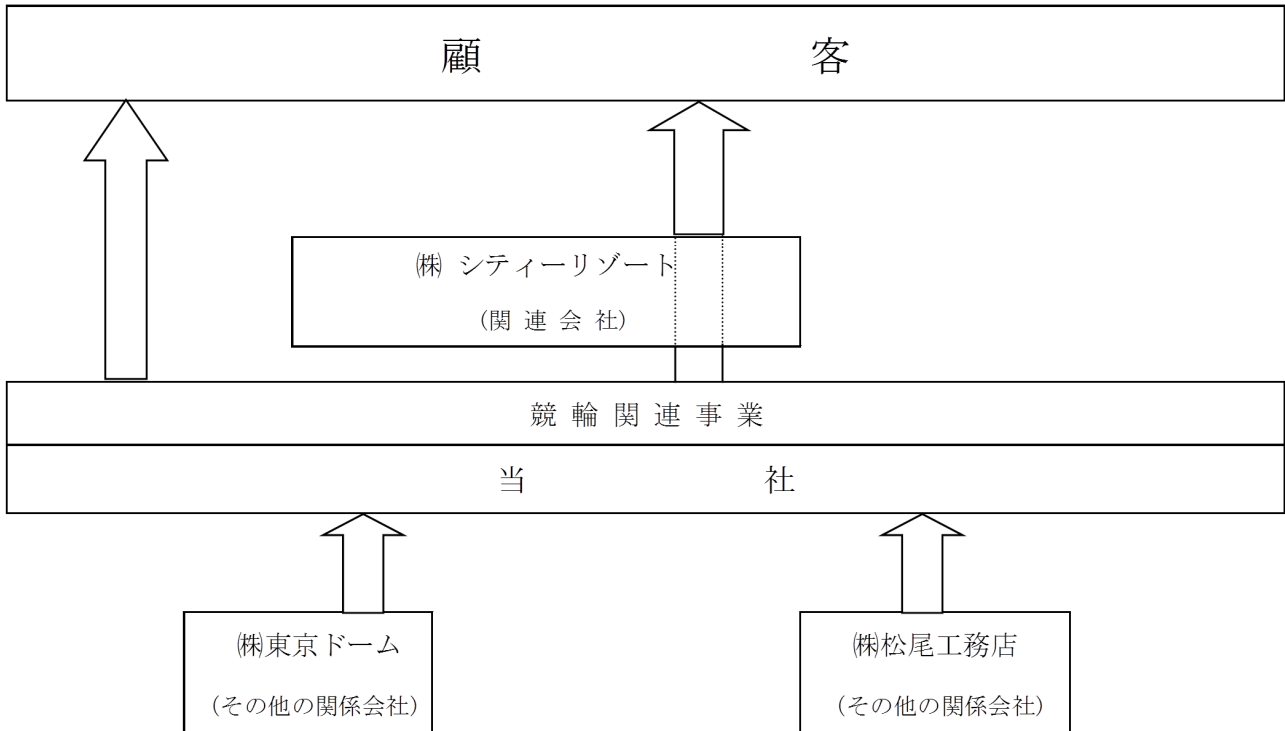 顧客
㈱ シティーリゾート
(関 連 会 社)
競 輪 関 連 事 業
当社
㈱東京ドーム
(その他の関係会社)
㈱松尾工務店
(その他の関係会社)